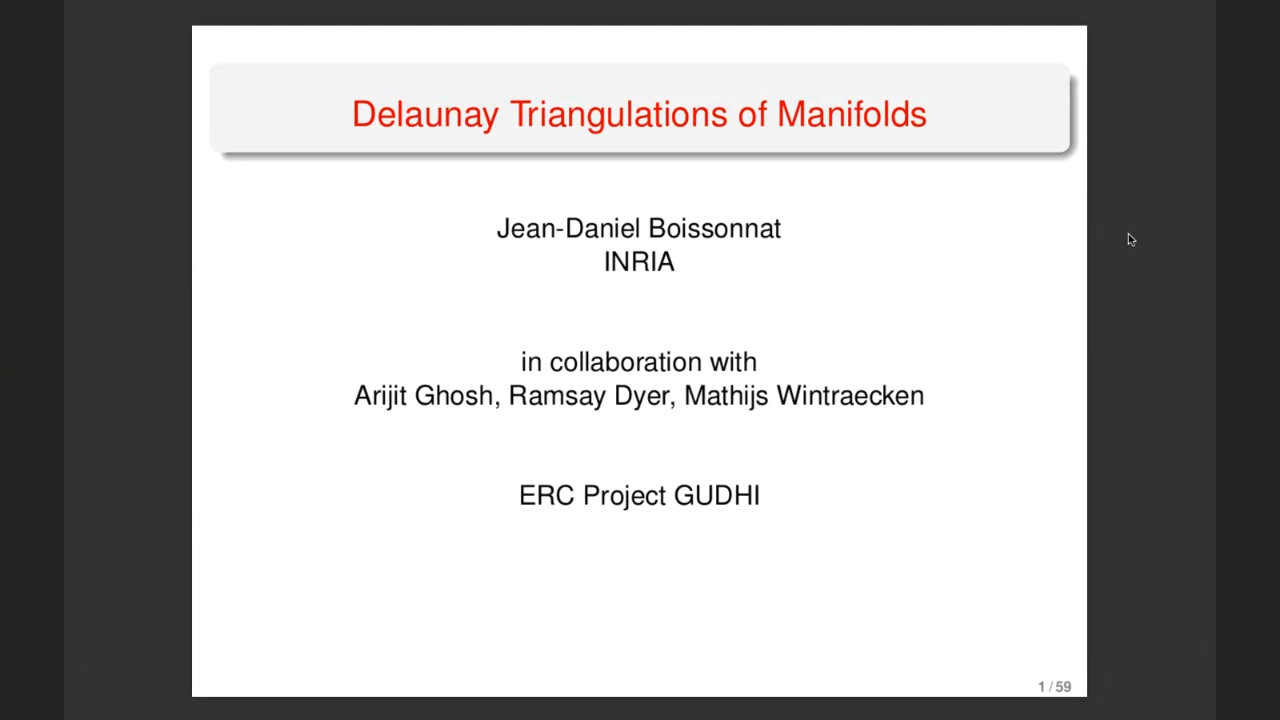 Delaunay Triangulations of Manifolds
Jean-Daniel Boissonnat
INRIA
in collaboration with
Arijit Ghosh, Ramsay Dyer, Mathijs Wintraecken
ERC Project GUDHI
1 / 59